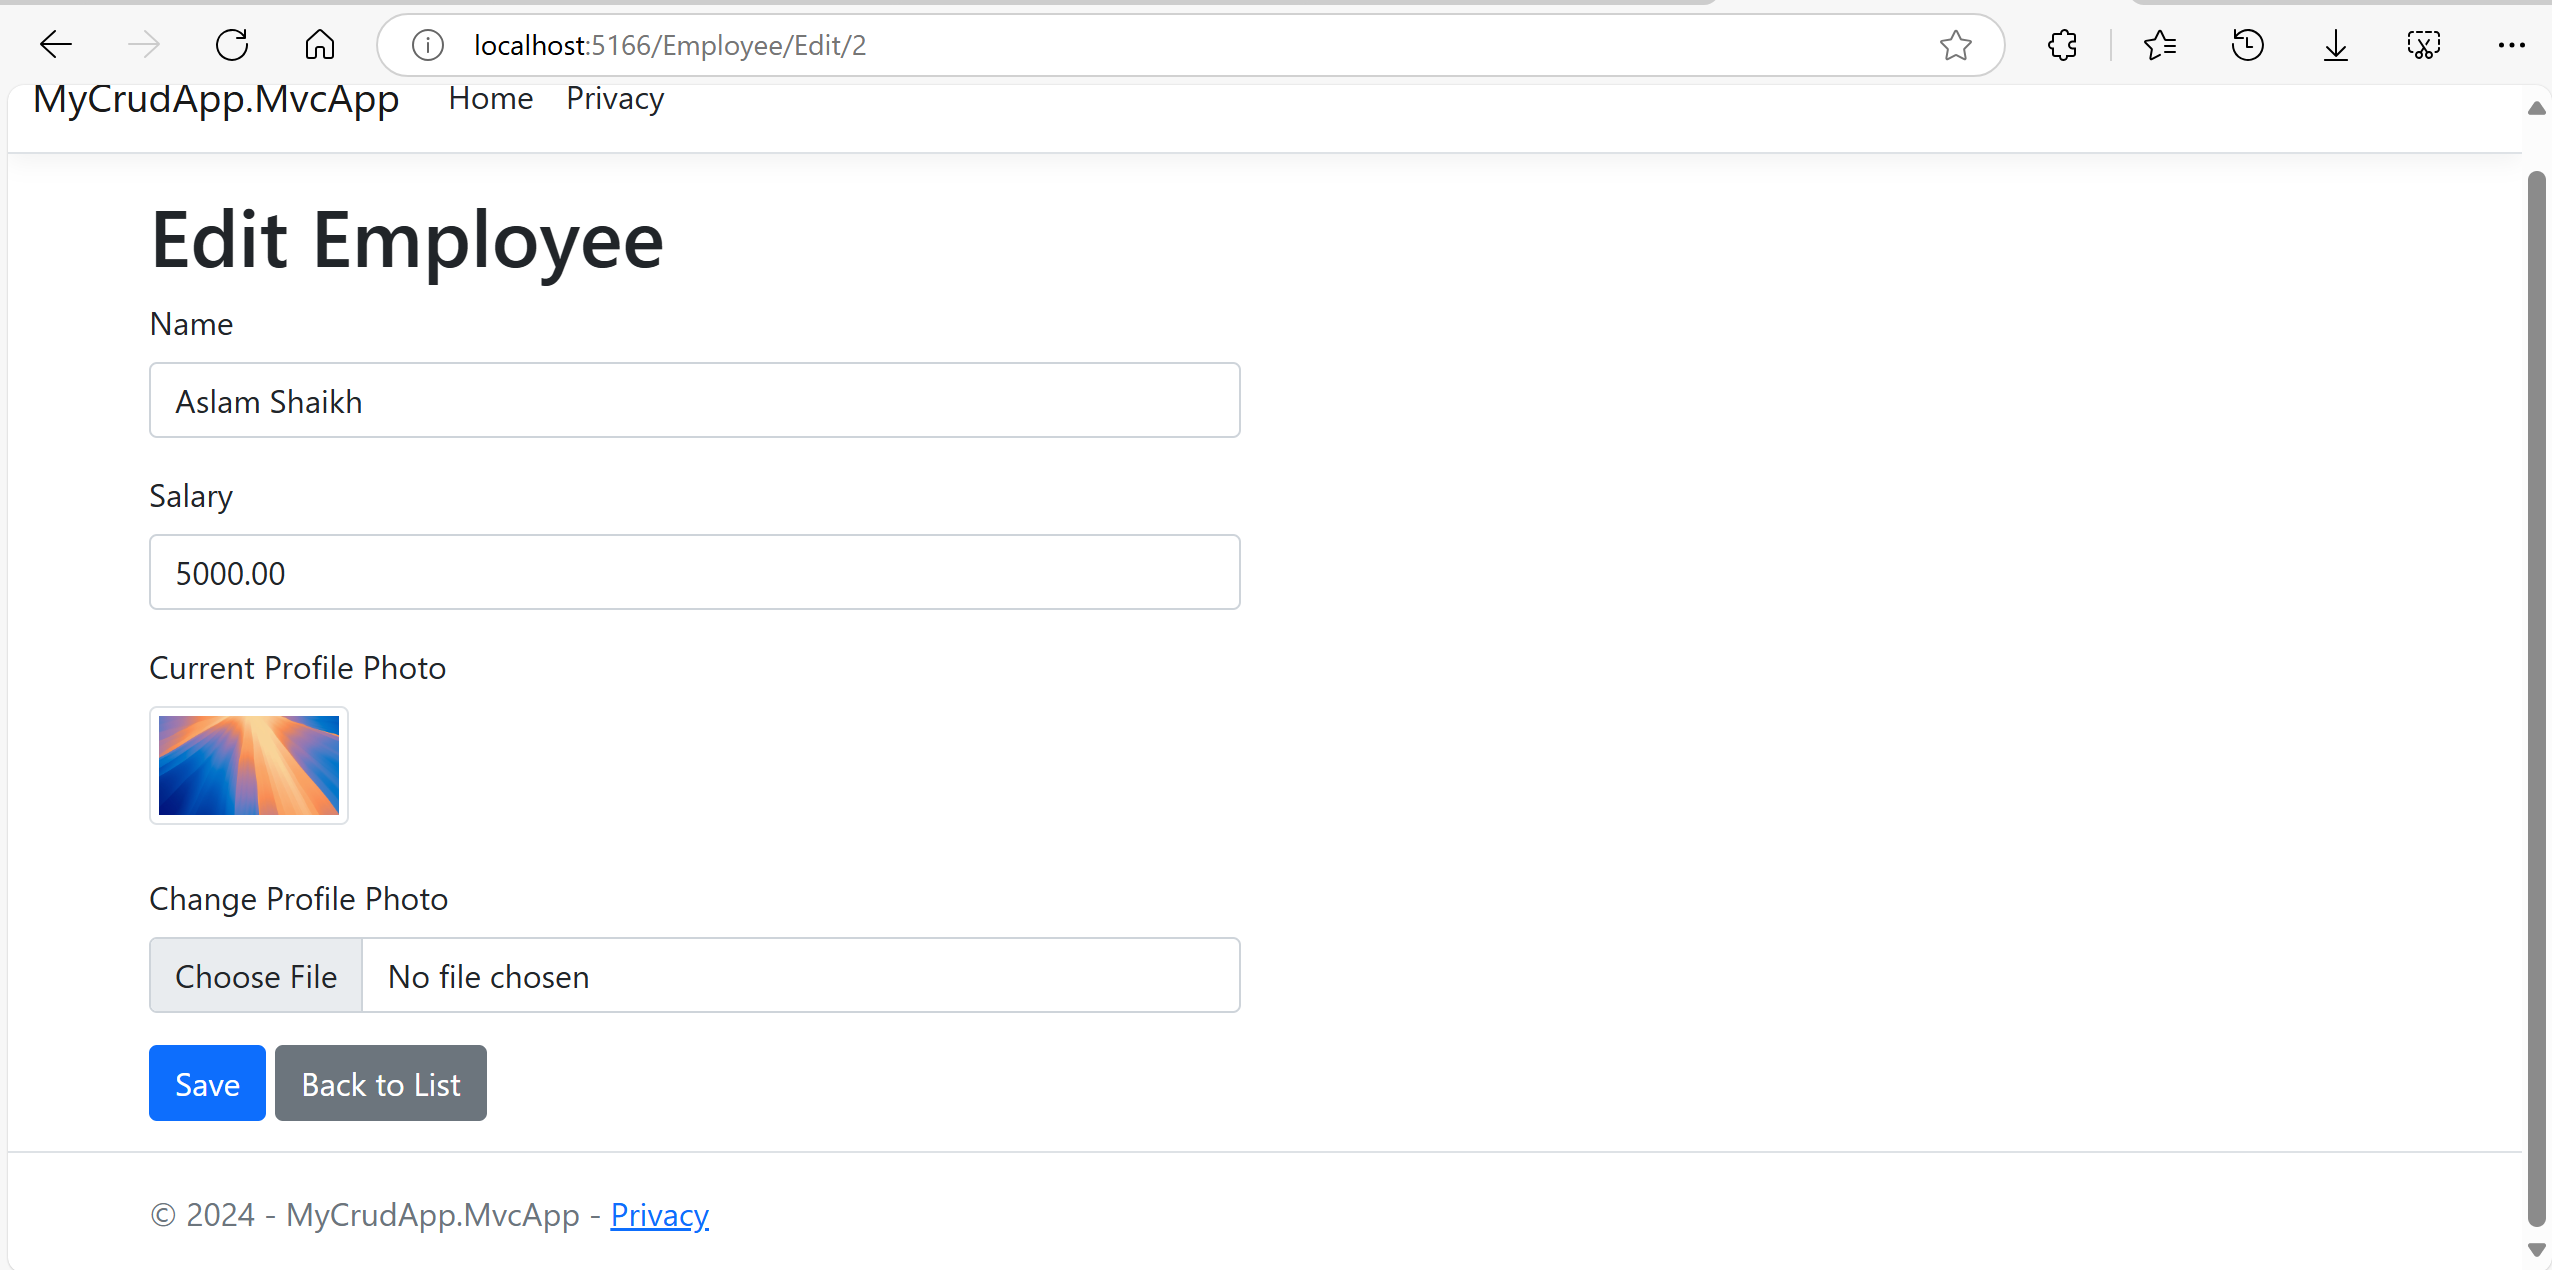 localhost:5166/Employee/Edit/2
MyCrudApp.MvcApp Home Privacy
Edit Employee
Name
Aslam Shaikh
Salary
5000.00
Current Profile Photo
Change Profile Photo
Choose File No file chosen
Save Back to List
© 2024 - MyCrudApp.MvcApp - Privacy